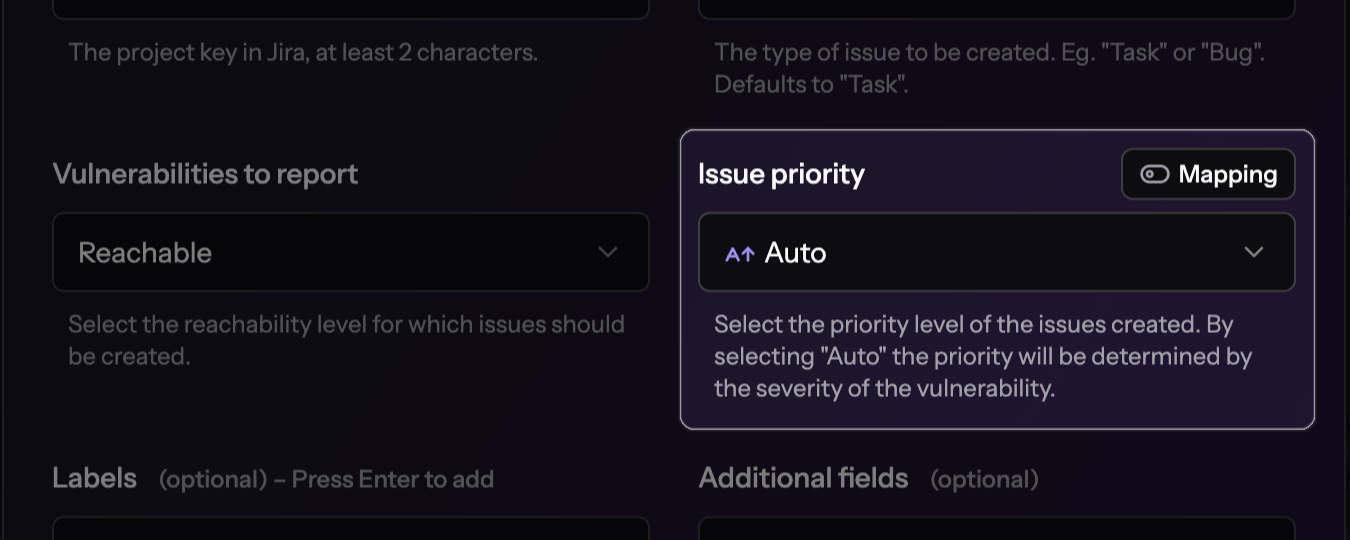 The project key in Jira, at least 2 characters.
The type of issue to be created. Eg. "Task" or "Bug".
Defaults to "Task".
Vulnerabilities to report
Reachable
Select the reachability level for which issues should
be created.
Issue priority
Mapping
A↑ Auto
Select the priority level of the issues created. By
selecting "Auto" the priority will be determined by
the severity of the vulnerability.
Labels (optional) – Press Enter to add
Additional fields (optional)